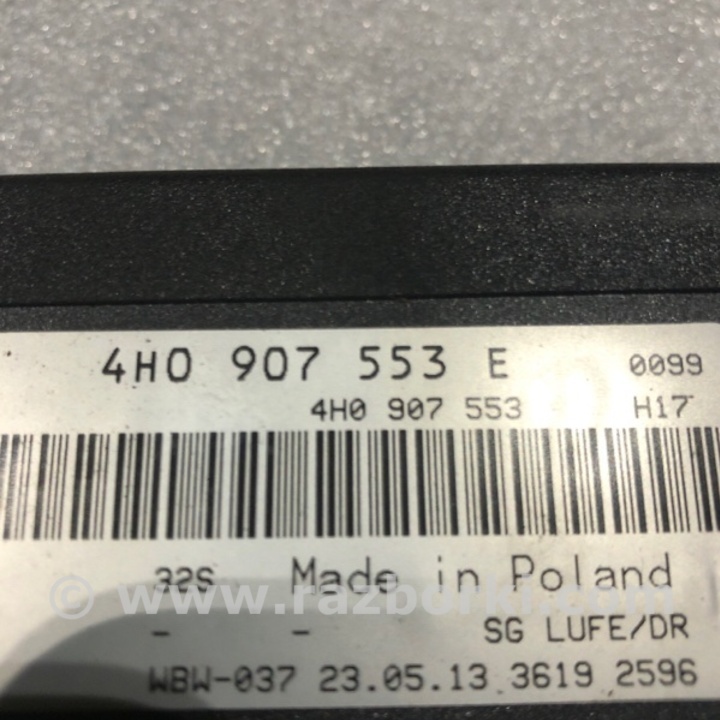 4H0 907 553 E 0099
4H0 907 553 H17
32S Made in Poland
© www.razborki.com
- - SG LUFE/DR
WBW-037 23.05.13 3619 2596